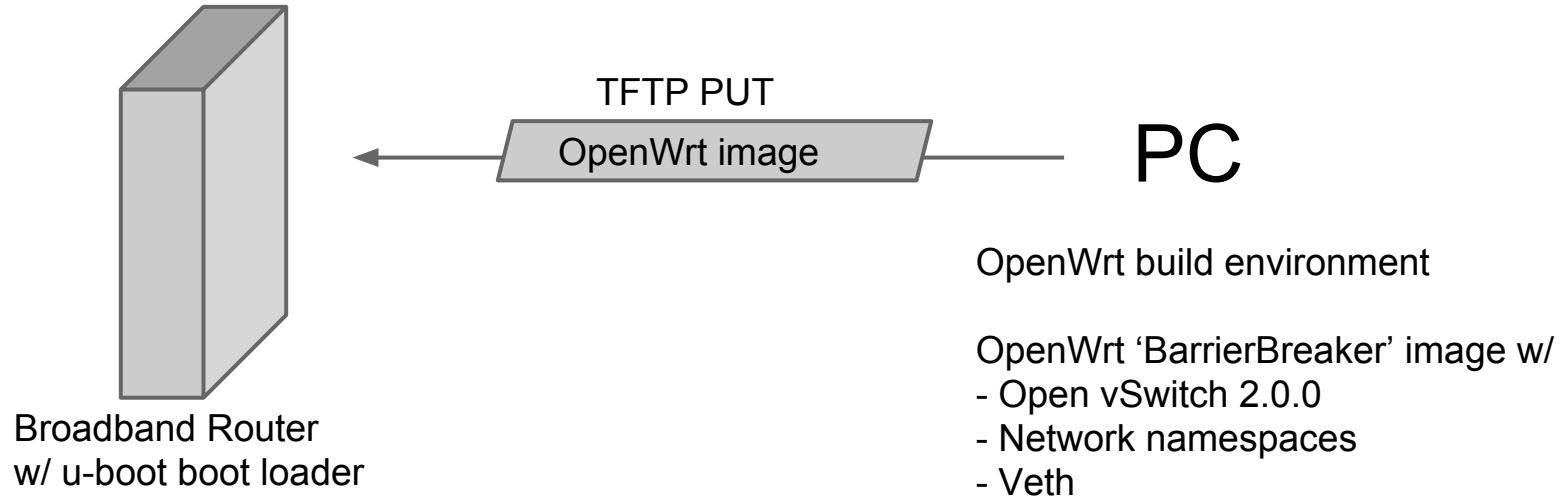 TFTP PUT
OpenWrt image
PC
OpenWrt build environment
OpenWrt ‘BarrierBreaker’ image w/
- Open vSwitch 2.0.0
- Network namespaces
- Veth
Broadband Router
w/ u-boot boot loader